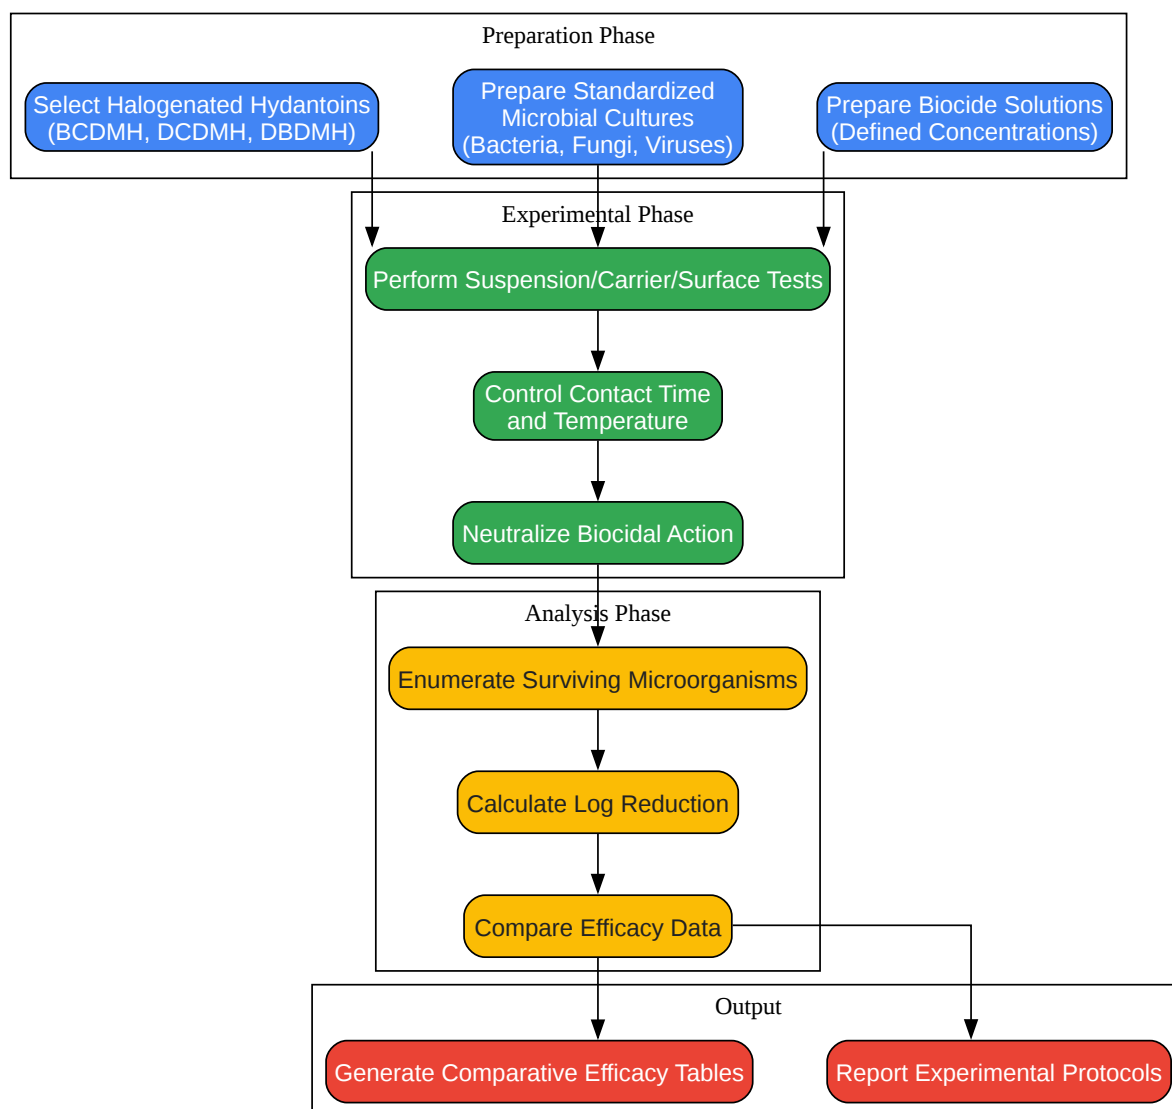 Preparation Phase
Select Halogenated Hydantoins
(BCDMH, DCDMH, DBDMH)
Prepare Standardized
Microbial Cultures
(Bacteria, Fungi, Viruses)
Prepare Biocide Solutions
(Defined Concentrations)
Experimental Phase
Perform Suspension/Carrier/Surface Tests
Control Contact Time
and Temperature
Neutralize Biocidal Action
Analysis Phase
Enumerate Surviving Microorganisms
Calculate Log Reduction
Compare Efficacy Data
Output
Generate Comparative Efficacy Tables
Report Experimental Protocols